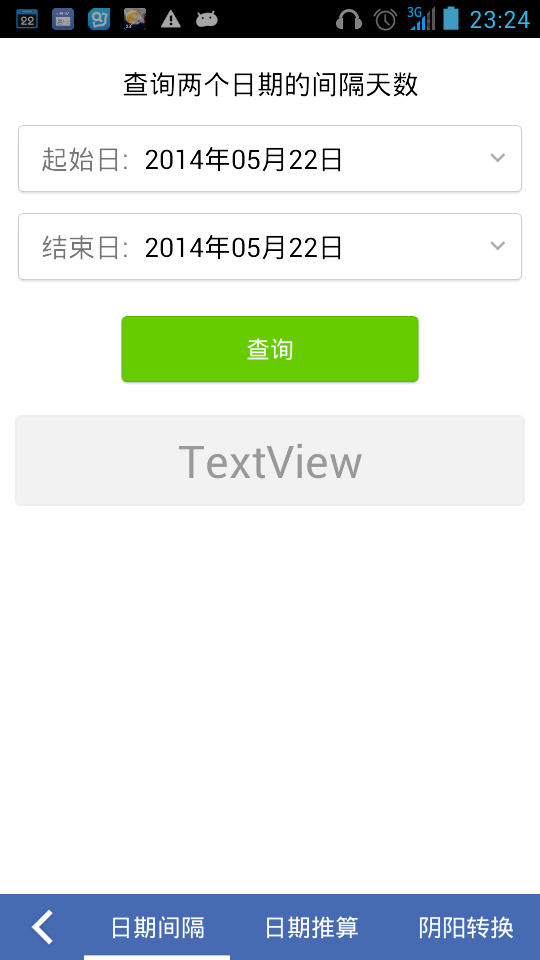 3G 23:24
查询两个日期的间隔天数
起始日: 2014年05月22日
结束日: 2014年05月22日
查询
TextView
日期间隔 日期推算 阴阳转换